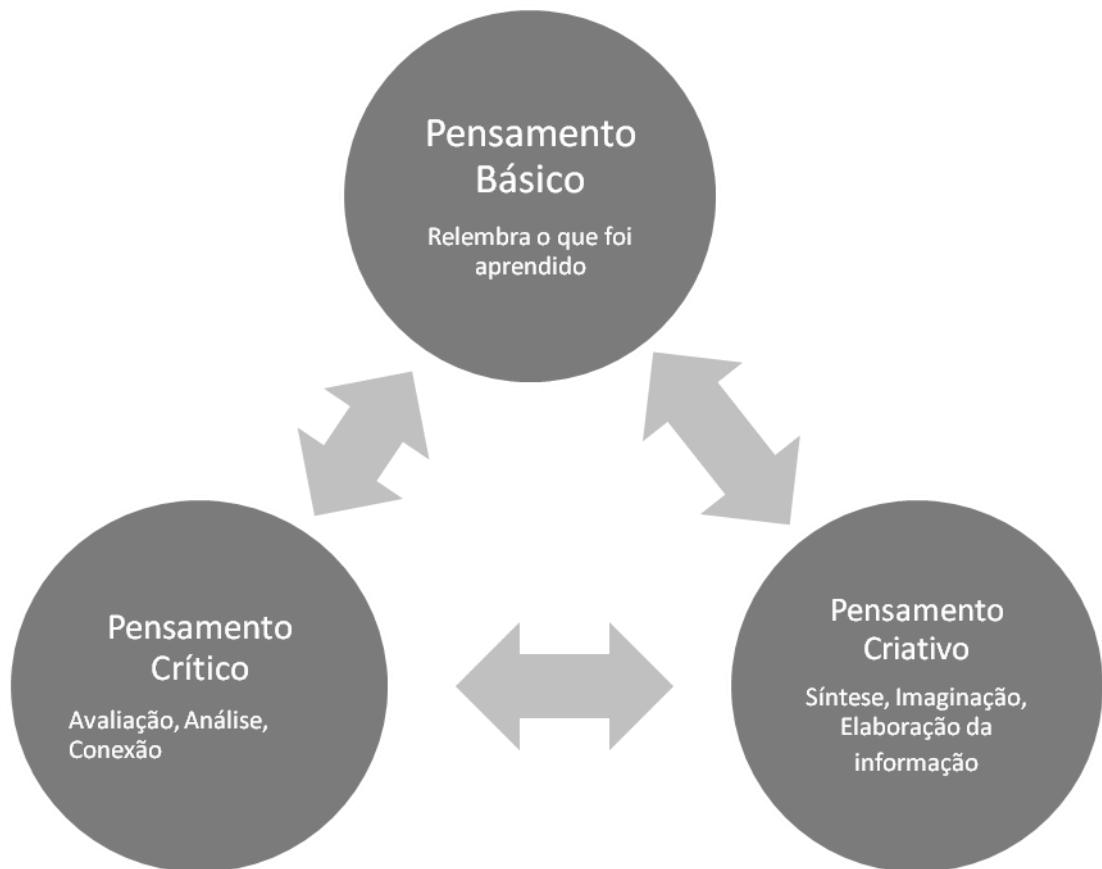 Pensamento
Básico
Relembra o que foi
aprendido
Pensamento
Crítico
Avaliação, Análise,
Conexão
Pensamento
Criativo
Síntese, Imaginação,
Elaboração da
informação